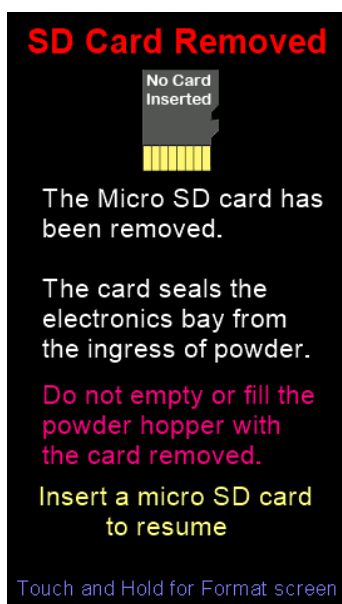 SD Card Removed
No Card
Inserted
The Micro SD card has
been removed.
The card seals the
electronics bay from
the ingress of powder.
Do not empty or fill the
powder hopper with
the card removed.
Insert a micro SD card
to resume
Touch and Hold for Format screen